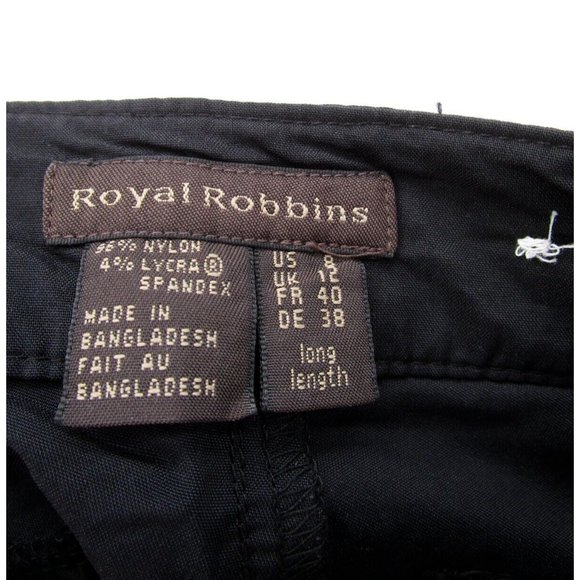 Royal Robbins
96% NYLON
4% LYCRA®
SPANDEX
MADE IN
BANGLADESH
FAIT AU
BANGLADESH
US 8
UK 12
FR 40
DE 38
long
length